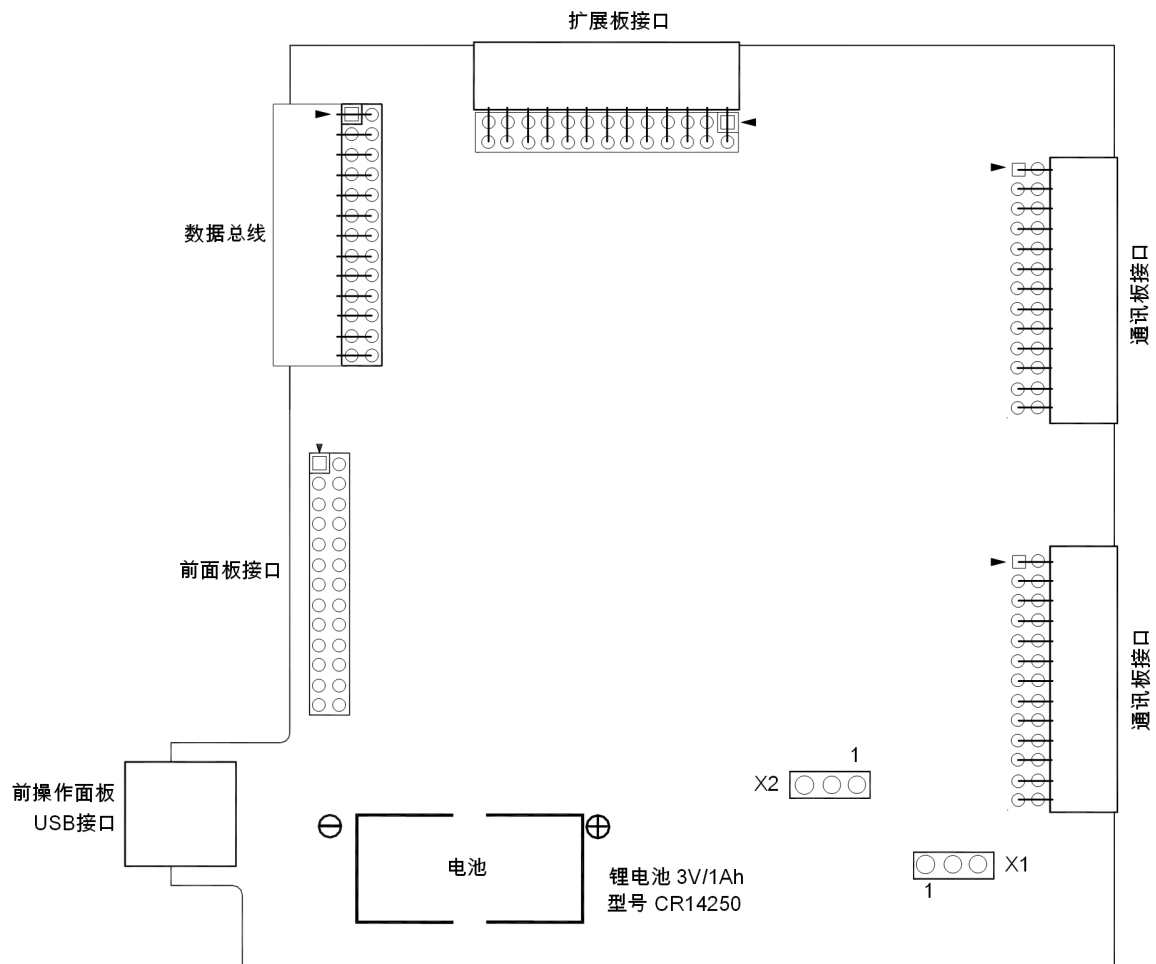 扩展板接口
数据总线
通讯板接口
前面板接口
通讯板接口
1
X2
前操作面板
USB接口
电池
锂电池 3V/1Ah
型号 CR14250
X1
1